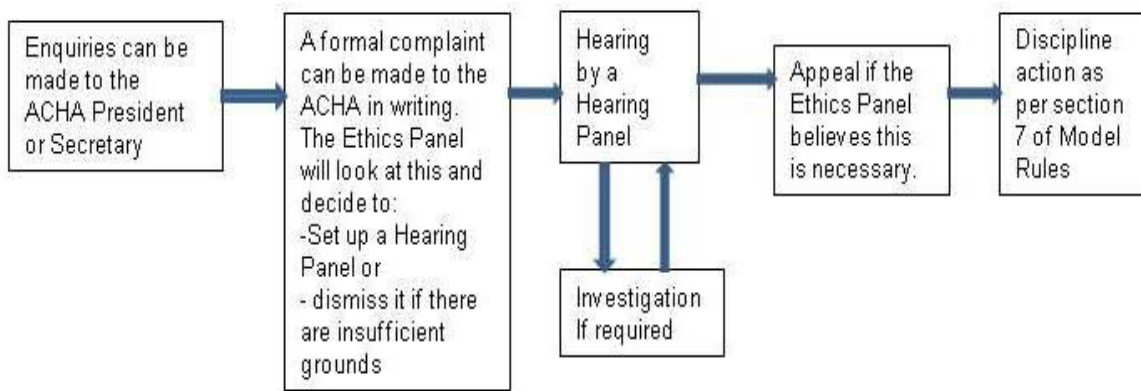 Enquiries can be
made to the
ACHA President
or Secretary
A formal complaint
can be made to the
ACHA in writing.
The Ethics Panel
will look at this and
decide to:
-Set up a Hearing
Panel or
- dismiss it if there
are insufficient
grounds
Hearing
by a
Hearing
Panel
Investigation
If required
Appeal if the
Ethics Panel
believes this
is necessary.
Discipline
action as
per section
7 of Model
Rules